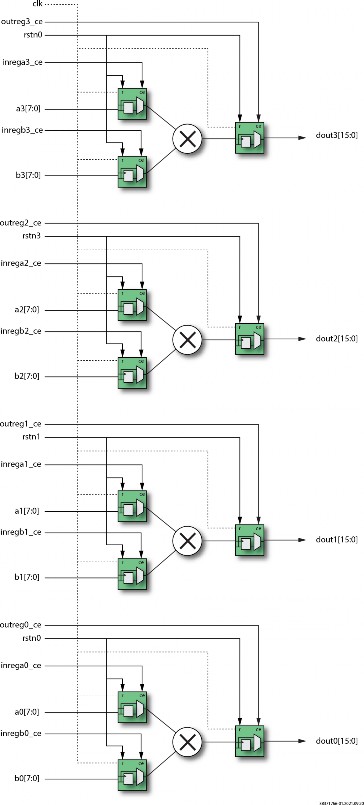 clk
outreg3_ce
rstn0
inrega3_ce
a3[7:0]
inregb3_ce
b3[7:0]
dout3[15:0]
outreg2_ce
rstn3
inrega2_ce
a2[7:0]
inregb2_ce
b2[7:0]
dout2[15:0]
outreg1_ce
rstn1
inrega1_ce
a1[7:0]
inregb1_ce
b1[7:0]
dout1[15:0]
outreg0_ce
rstn0
inrega0_ce
a0[7:0]
inregb0_ce
b0[7:0]
dout0[15:0]